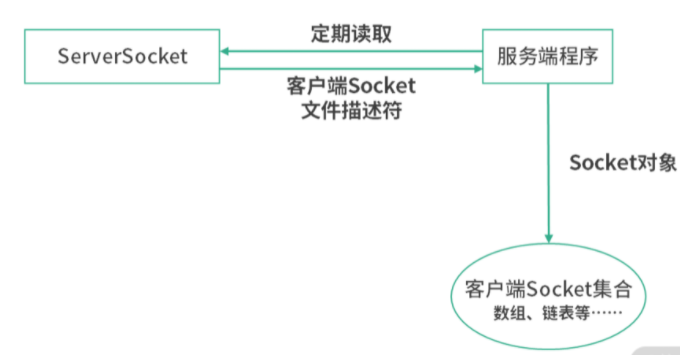 定期读取
ServerSocket
服务端程序
客户端Socket
文件描述符
Socket对象
客户端Socket集合
数组、链表等……